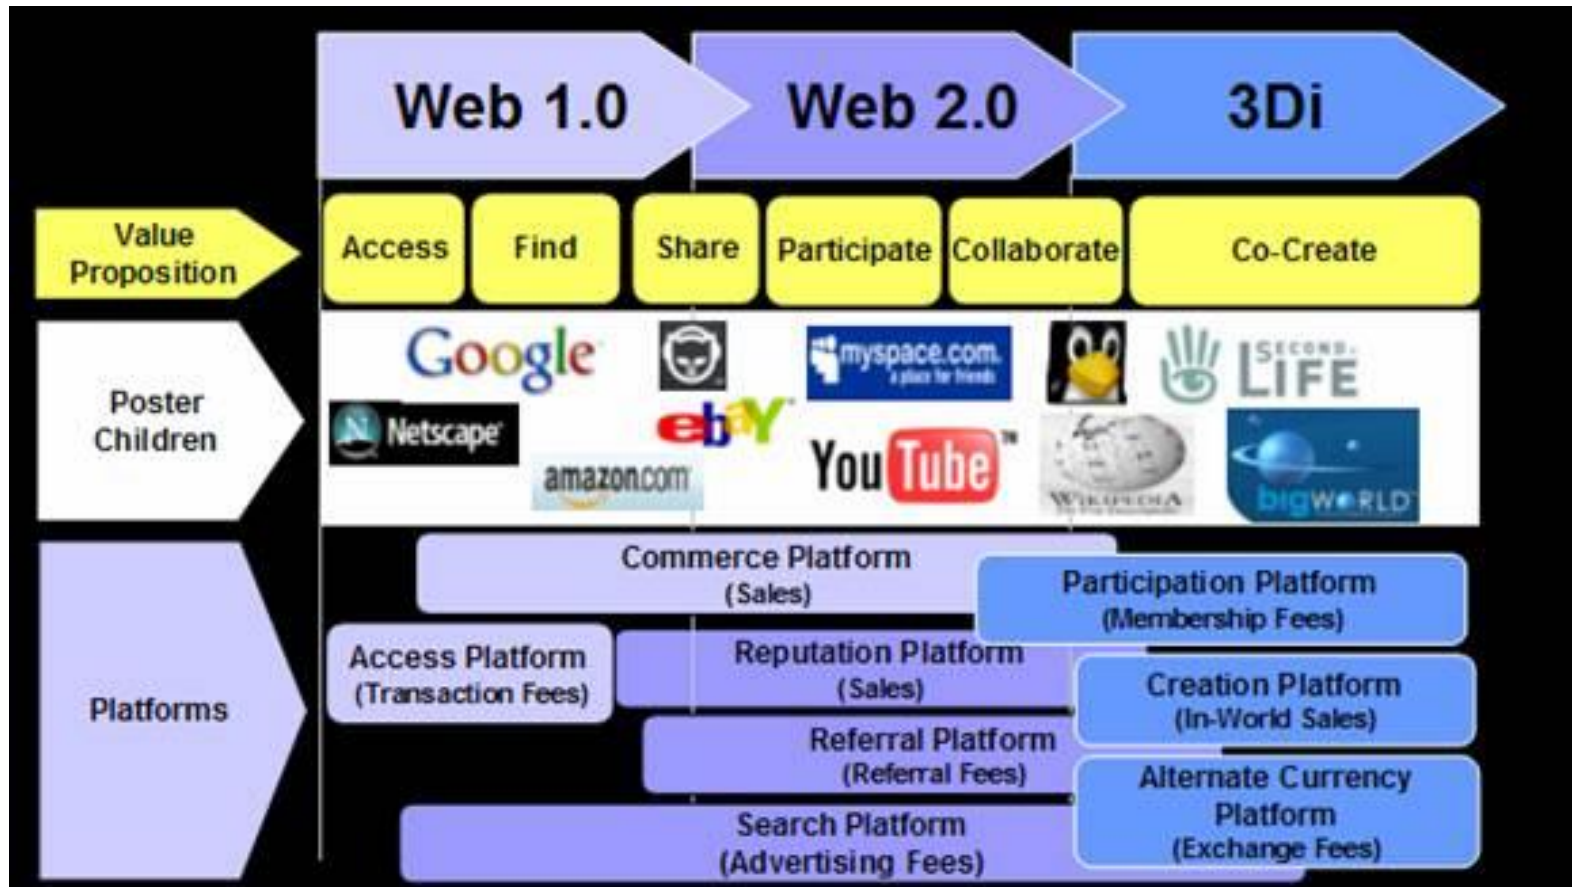 Web 1.0
Web 2.0
3Di
Value
Proposition
Access
Find
Share
Participate
Collaborate
Co-Create
Poster
Children
Google
myspace.com.
a place for friends
SECOND.
LIFE
N
Netscape
ebaY
amazon.com
YouTube™
WIKIPEDIA
bigWORLD
Platforms
Commerce Platform
(Sales)
Participation Platform
(Membership Fees)
Access Platform
(Transaction Fees)
Reputation Platform
(Sales)
Creation Platform
(In-World Sales)
Referral Platform
(Referral Fees)
Alternate Currency
Platform
(Exchange Fees)
Search Platform
(Advertising Fees)